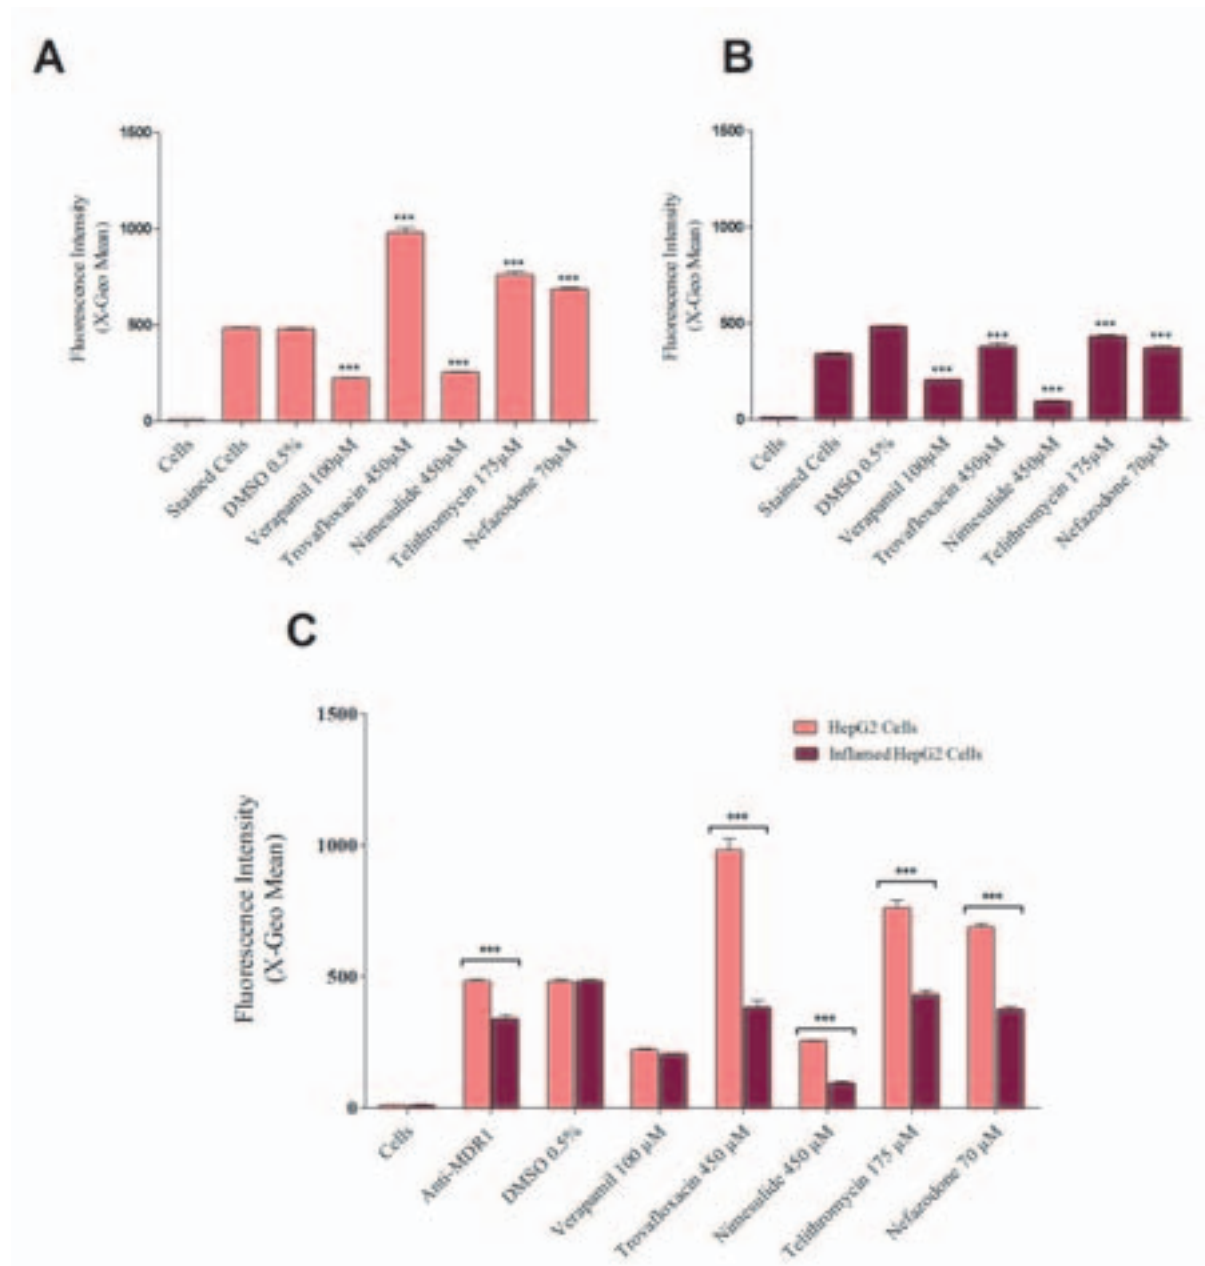 A
1500
1000
500
0
Fluorescence Intensity
(X-Geo Mean)
***
***
***
***
***
Cells
Stained Cells
DMSO 0.5%
Verapamil 100µM
Trovafloxacin 450µM
Nimesulide 450µM
Telithromycin 175µM
Nefazodone 70µM
B
1500
1000
500
0
Fluorescence Intensity
(X-Geo Mean)
***
***
***
***
***
Cells
Stained Cells
DMSO 0.5%
Verapamil 100µM
Trovafloxacin 450µM
Nimesulide 450µM
Telithromycin 175µM
Nefazodone 70µM
C
1500
1000
500
0
Fluorescence Intensity
(X-Geo Mean)
HepG2 Cells
Inflamed HepG2 Cells
***
***
***
***
***
Cells
Anti-MDR1
DMSO 0.5%
Verapamil 100 µM
Trovafloxacin 450 µM
Nimesulide 450 µM
Telithromycin 175 µM
Nefazodone 70 µM